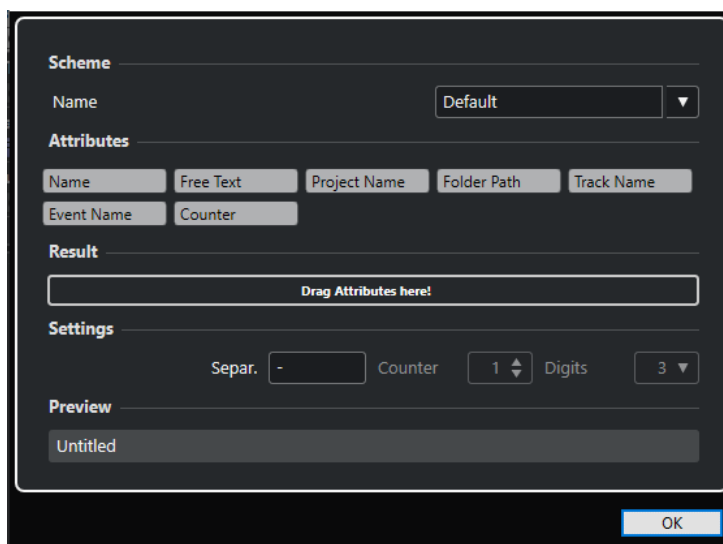 Scheme
Name Default
Attributes
Name Free Text Project Name Folder Path Track Name
Event Name Counter
Result
Drag Attributes here!
Settings
Separ. - Counter 1 Digits 3
Preview
Untitled
OK